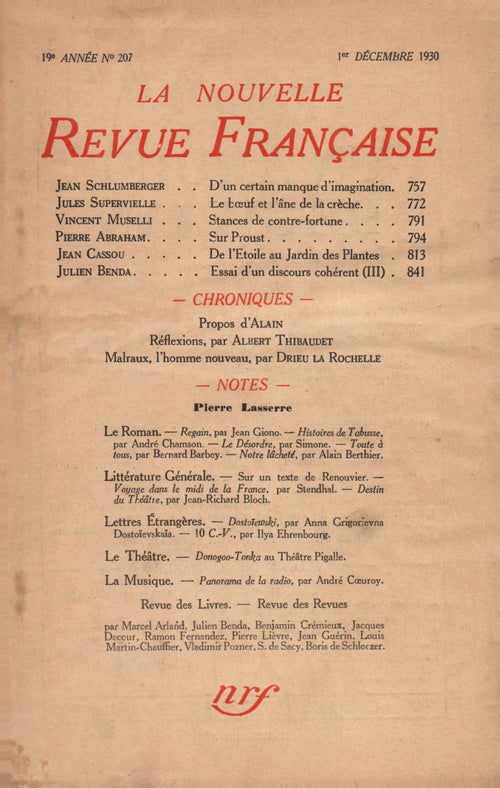 19e ANNÉE No 207 1er DÉCEMBRE 1930
LA NOUVELLE
REVUE FRANÇAISE
JEAN SCHLUMBERGER . . D'un certain manque d'imagination. 757
JULES SUPERVIELLE . . . Le bœuf et l'âne de la crèche. . . 772
VINCENT MUSELLI . . . Stances de contre-fortune . . . . 791
PIERRE ABRAHAM. . . . Sur Proust. . . . . . . . . 794
JEAN CASSOU . . . . . De l'Etoile au Jardin des Plantes . 813
JULIEN BENDA. . . . . Essai d'un discours cohérent (III) . 841
— CHRONIQUES —
Propos d'ALAIN
Réflexions, par ALBERT THIBAUDET
Malraux, l'homme nouveau, par DRIEU LA ROCHELLE
— NOTES —
Pierre Lasserre
Le Roman. — Regain, par Jean Giono. — Histoires de Tabusse,
par André Chamson. — Le Désordre, par Simone. — Toute à
tous, par Bernard Barbey. — Notre lâcheté, par Alain Berthier.
Littérature Générale. — Sur un texte de Renouvier. —
Voyage dans le midi de la France, par Stendhal. — Destin
du Théâtre, par Jean-Richard Bloch.
Lettres Étrangères. — Dostoïewski, par Anna Grigorievna
Dostoïevskaïa. — 10 C.-V., par Ilya Ehrenbourg.
Le Théâtre. — Donogoo-Tonka au Théâtre Pigalle.
La Musique. — Panorama de la radio, par André Cœuroy.
Revue des Livres. — Revue des Revues
par Marcel Arland, Julien Benda, Benjamin Crémieux, Jacques
Decour, Ramon Fernandez, Pierre Lièvre, Jean Guérin, Louis
Martin-Chauffier, Vladimir Pozner, S. de Sacy, Boris de Schloezer.
nrf